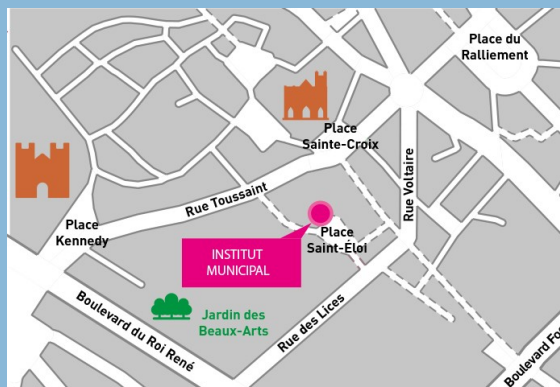 Place du
Ralliement
Place
Sainte-Croix
Rue Toussaint
Rue Voltaire
Place
Kennedy
Place
Saint-Éloi
INSTITUT
MUNICIPAL
Jardin des
Beaux-Arts
Rue des Lices
Boulevard du Roi René
Boulevard Fo